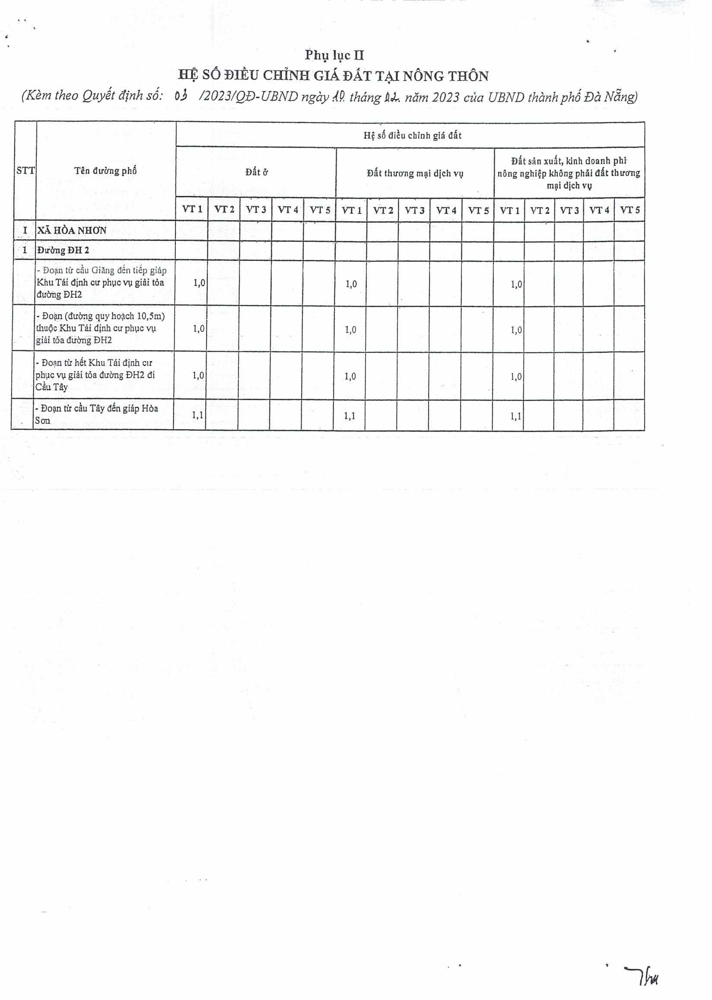 Phụ lục II
HỆ SỐ ĐIỀU CHỈNH GIÁ ĐẤT TẠI NÔNG THÔN
(Kèm theo Quyết định số: 03 /2023/QĐ-UBND ngày tháng năm 2023 của UBND thành phố Đà Nẵng)
STT
Tên đường phố
Hệ số điều chỉnh giá đất
Đất ở
Đất thương mại dịch vụ
Đất sản xuất, kinh doanh phi
nông nghiệp không phải đất thương
mại dịch vụ
VT 1 VT 2 VT 3 VT 4 VT 5 VT 1 VT 2 VT 3 VT 4 VT 5 VT 1 VT 2 VT 3 VT 4 VT 5
I XÃ HÒA NHƠN
1 Đường ĐH 2
- Đoạn từ cầu Giăng đến tiếp giáp
Khu Tái định cư phục vụ giải tỏa
đường ĐH2
1,0 1,0 1,0
- Đoạn (đường quy hoạch 10,5m)
thuộc Khu Tái định cư phục vụ
giải tỏa đường ĐH2
1,0 1,0 1,0
- Đoạn từ hết Khu Tái định cư
phục vụ giải tỏa đường ĐH2 đi
Cầu Tây
1,0 1,0 1,0
- Đoạn từ cầu Tây đến giáp Hòa
Sơn
1,1 1,1 1,1